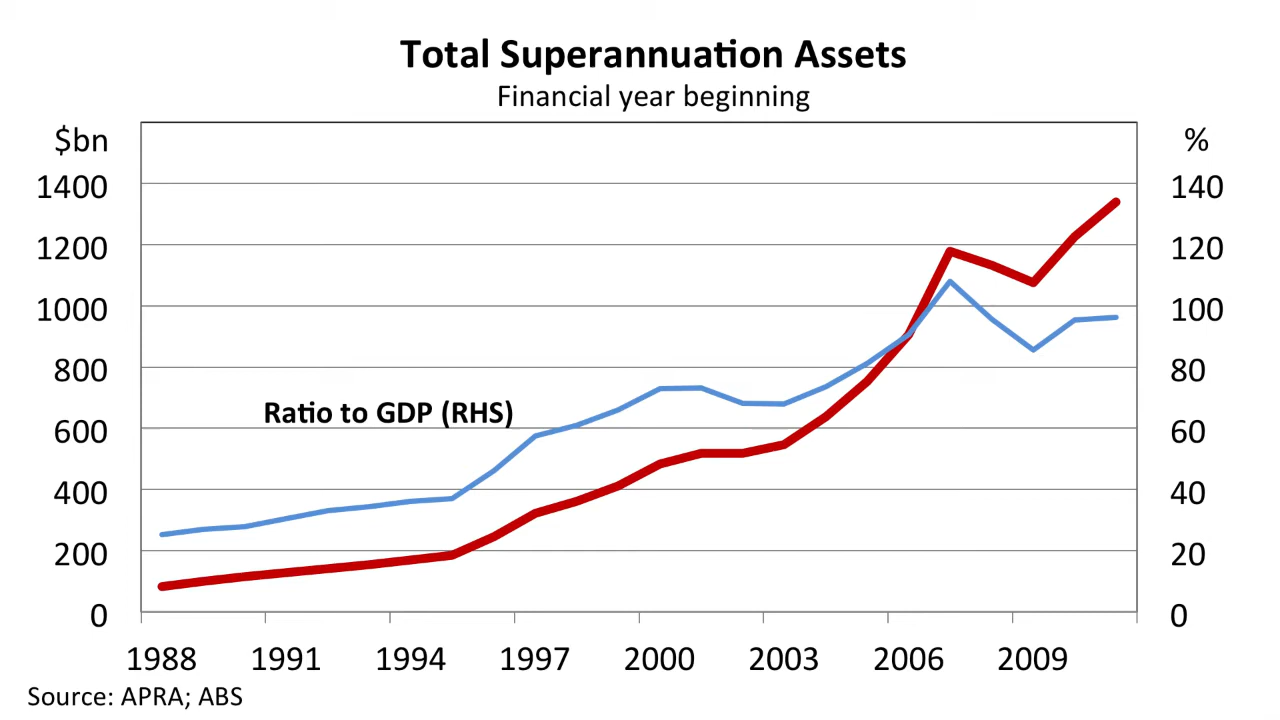 Total Superannuation Assets
Financial year beginning
$bn %
1400 140
1200 120
1000 100
800 80
Ratio to GDP (RHS)
600 60
400 40
200 20
0 0
1988 1991 1994 1997 2000 2003 2006 2009
Source: APRA; ABS